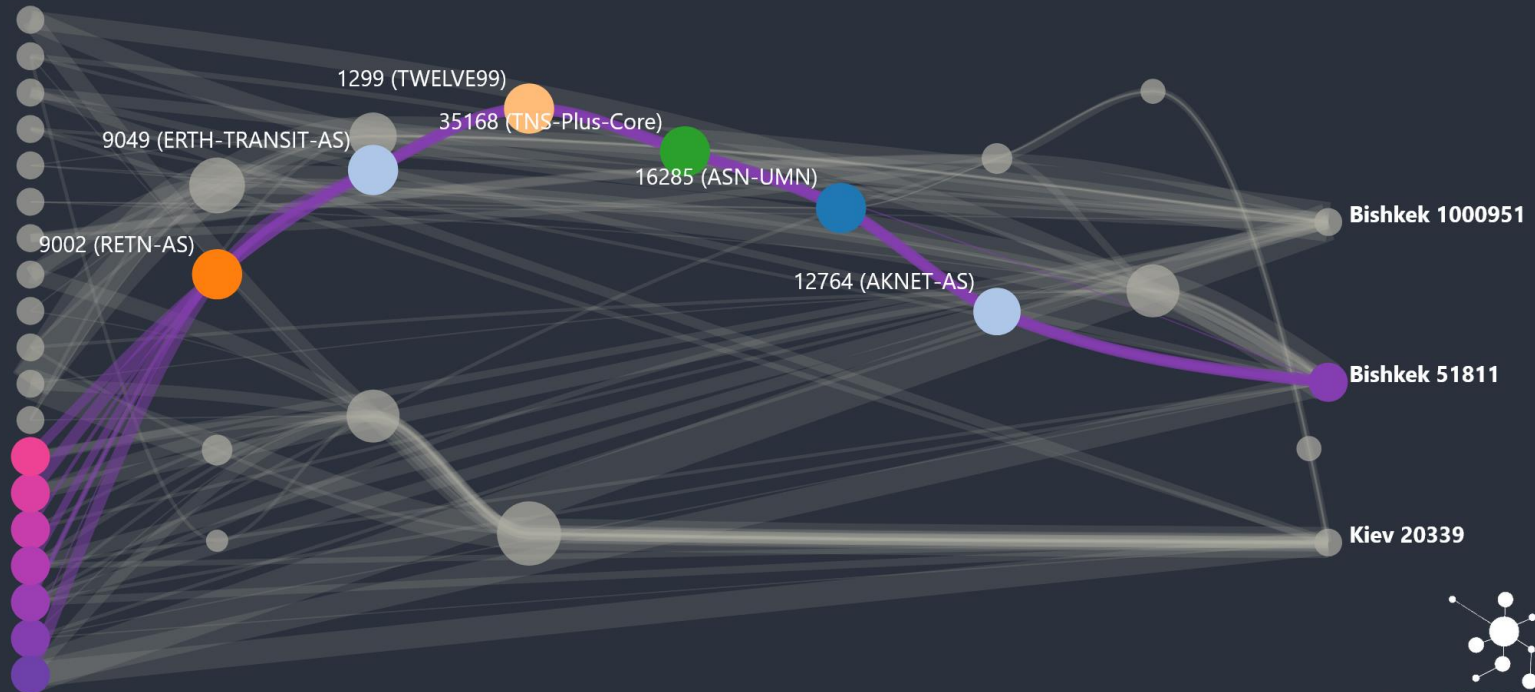 1299 (TWELVE99)
35168 (TNS-Plus-Core)
9049 (ERTH-TRANSIT-AS)
16285 (ASN-UMN)
Bishkek 1000951
9002 (RETN-AS)
12764 (AKNET-AS)
Bishkek 51811
Kiev 20339